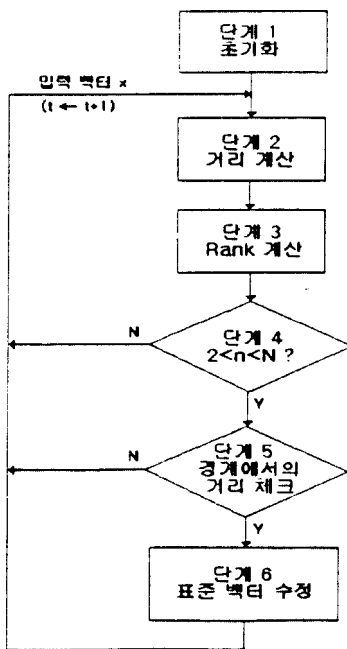 단계 1
초기화
입력 벡터 x
(t ← t+1)
단계 2
거리 계산
단계 3
Rank 계산
단계 4
2<n<N ?
N
Y
단계 5
경계에서의
거리 체크
N
Y
단계 6
표준 벡터 수정